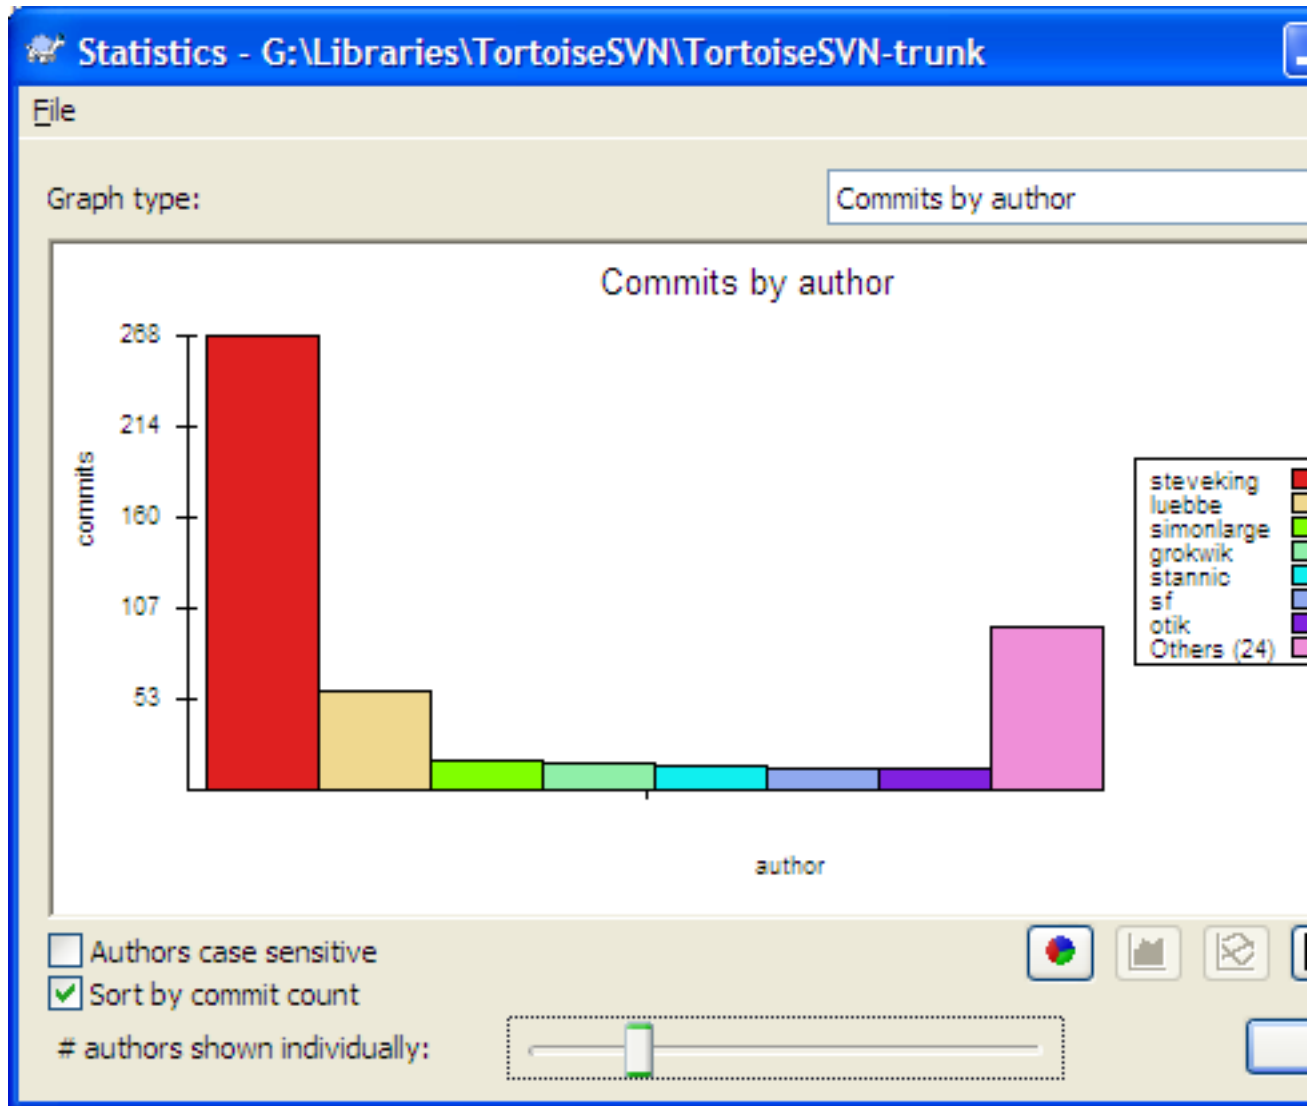 Statistics - G:\Libraries\TortoiseSVN\TortoiseSVN-trunk
File
Graph type:
Commits by author
Commits by author
268
214
160
107
53
commits
steveking
luebbe
simonlarge
grokwik
stannic
sf
otik
Others (24)
author
Authors case sensitive
Sort by commit count
# authors shown individually: